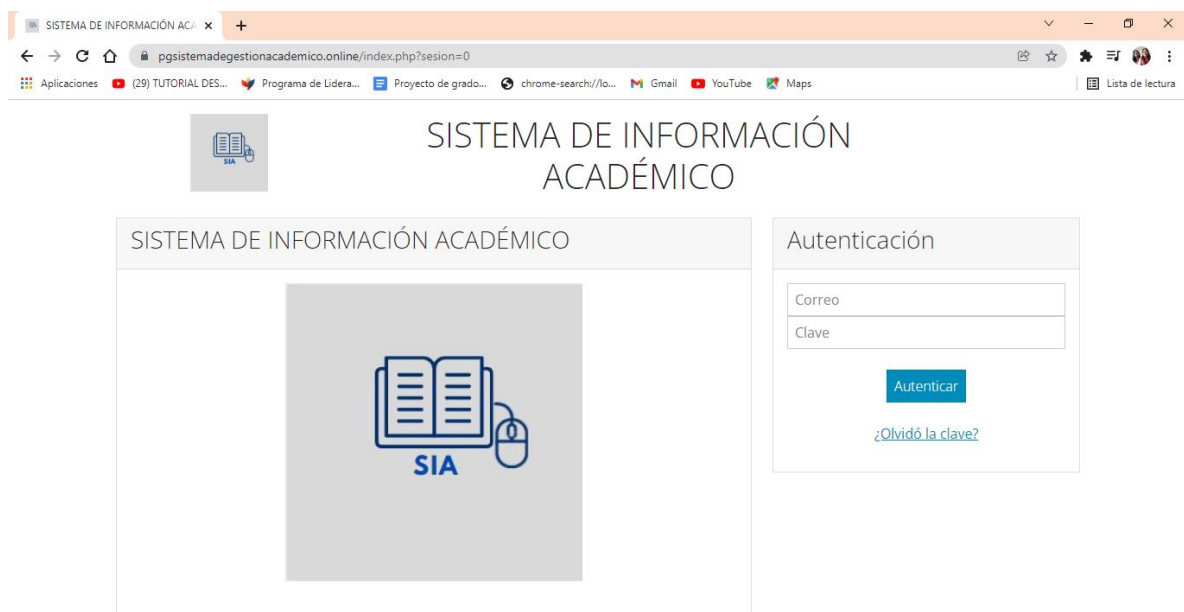 SISTEMA DE INFORMACIÓN ACA
pgsistemadegestionacademico.online/index.php?sesion=0
Aplicaciones (29) TUTORIAL DES... Programa de Lidera... Proyecto de grado... chrome-search://lo... Gmail YouTube Maps Lista de lectura
SIA
SISTEMA DE INFORMACIÓN
ACADÉMICO
SISTEMA DE INFORMACIÓN ACADÉMICO
SIA
Autenticación
Correo
Clave
Autenticar
¿Olvidó la clave?